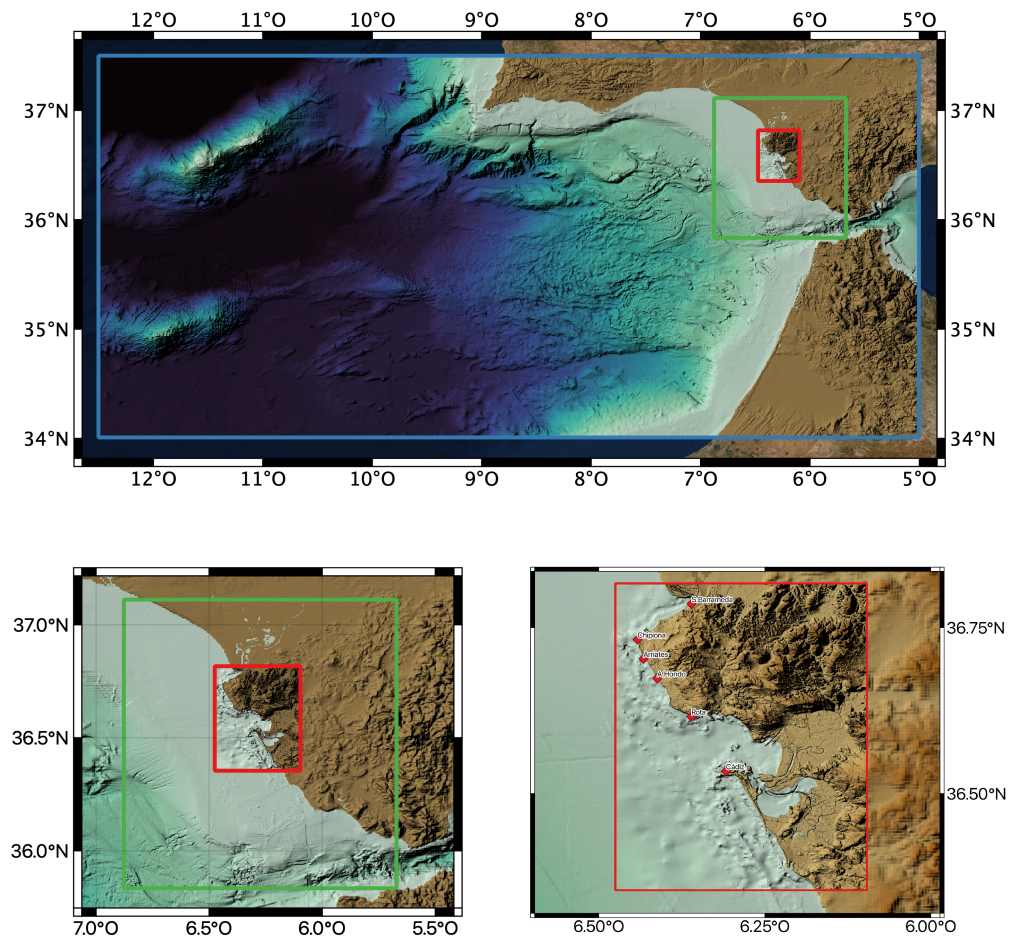 12°O 11°O 10°O 9°O 8°O 7°O 6°O 5°O
37°N 37°N
36°N 36°N
35°N 35°N
34°N 34°N
12°O 11°O 10°O 9°O 8°O 7°O 6°O 5°O
37.0°N
36.5°N
36.0°N
7.0°O 6.5°O 6.0°O 5.5°O
S.Barrameda
Chipiona
Arriates
A.Hondo
Rota
Cádiz
36.75°N
36.50°N
6.50°O 6.25°O 6.00°O